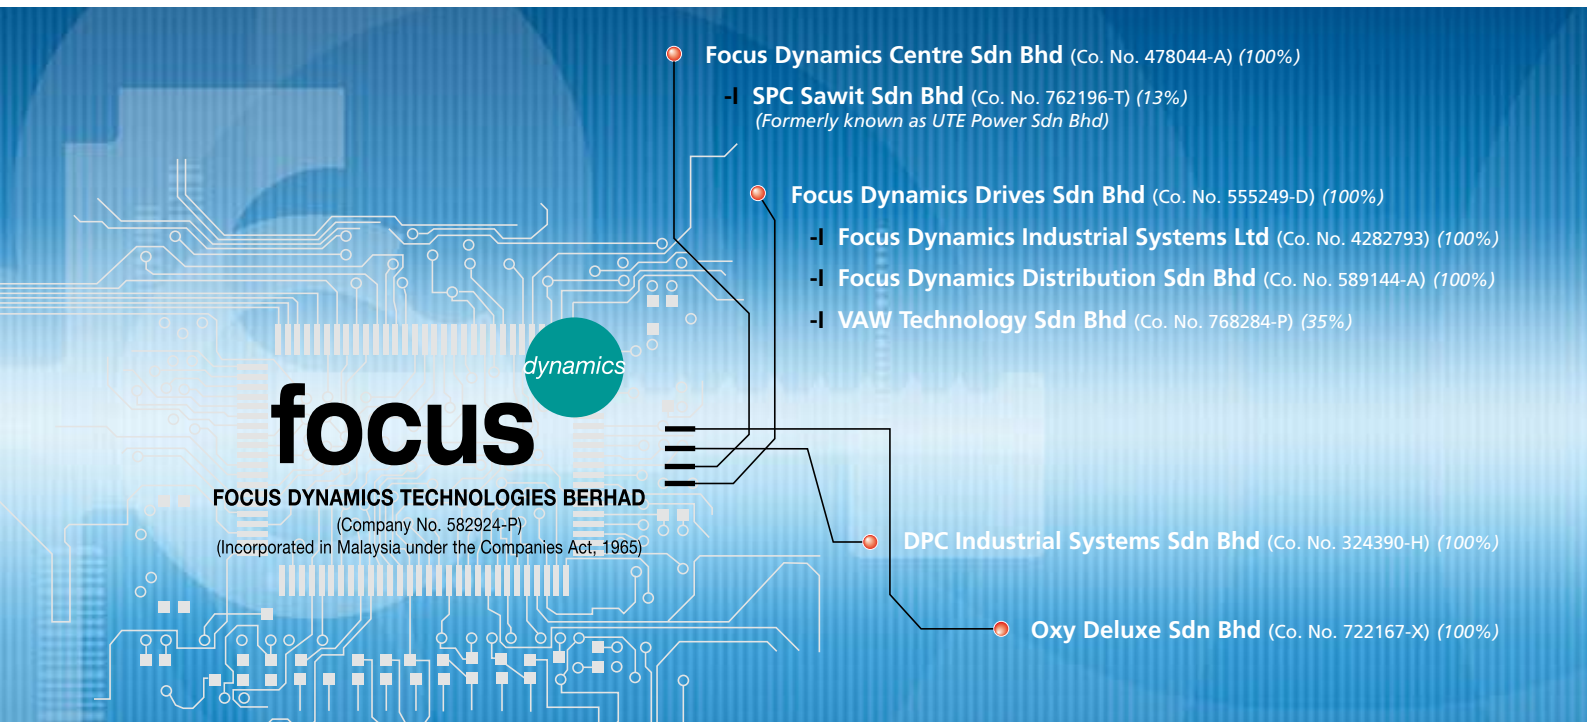 Focus Dynamics Centre Sdn Bhd (Co. No. 478044-A) (100%)
SPC Sawit Sdn Bhd (Co. No. 762196-T) (13%)
(Formerly known as UTE Power Sdn Bhd)
Focus Dynamics Drives Sdn Bhd (Co. No. 555249-D) (100%)
Focus Dynamics Industrial Systems Ltd (Co. No. 4282793) (100%)
Focus Dynamics Distribution Sdn Bhd (Co. No. 589144-A) (100%)
VAW Technology Sdn Bhd (Co. No. 768284-P) (35%)
dynamics
focus
FOCUS DYNAMICS TECHNOLOGIES BERHAD
(Company No. 582924-P)
(Incorporated in Malaysia under the Companies Act, 1965)
DPC Industrial Systems Sdn Bhd (Co. No. 324390-H) (100%)
Oxy Deluxe Sdn Bhd (Co. No. 722167-X) (100%)